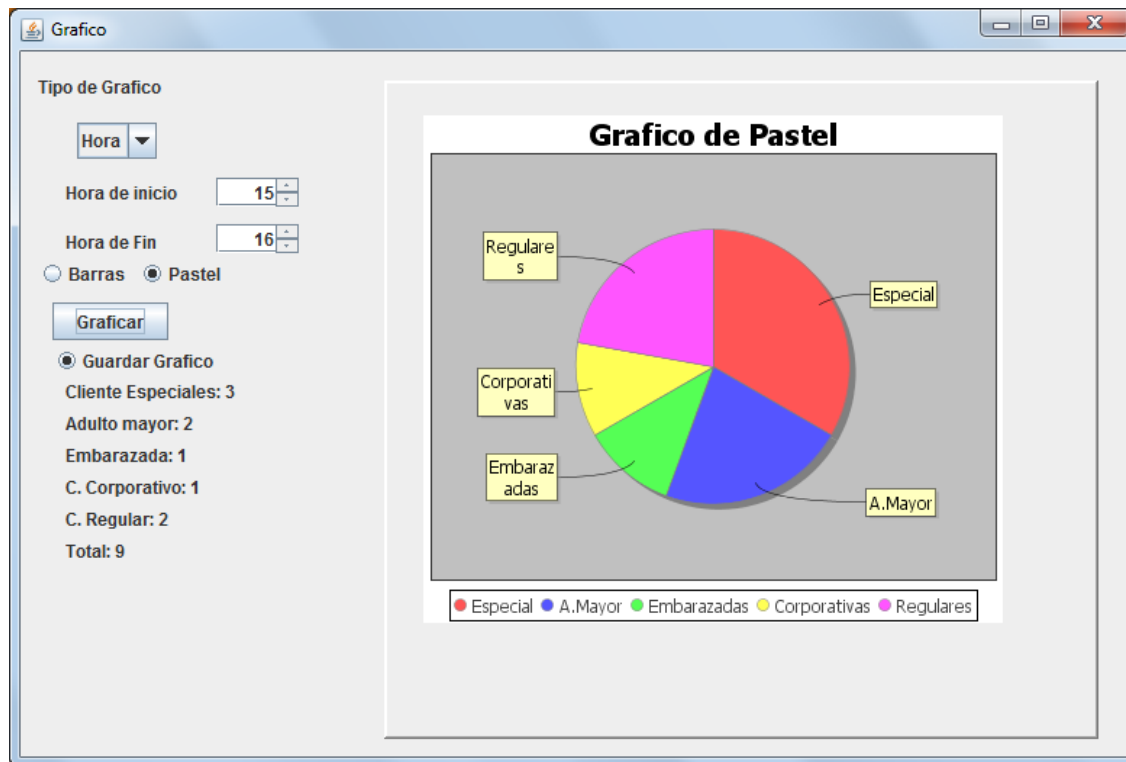 Grafico
Tipo de Grafico
Hora
Hora de inicio 15
Hora de Fin 16
Barras Pastel
Graficar
Guardar Grafico
Cliente Especiales: 3
Adulto mayor: 2
Embarazada: 1
C. Corporativo: 1
C. Regular: 2
Total: 9
Grafico de Pastel
Regulare
s
Especial
Corporati
vas
Embaraz
adas
A.Mayor
Especial A.Mayor Embarazadas Corporativas Regulares